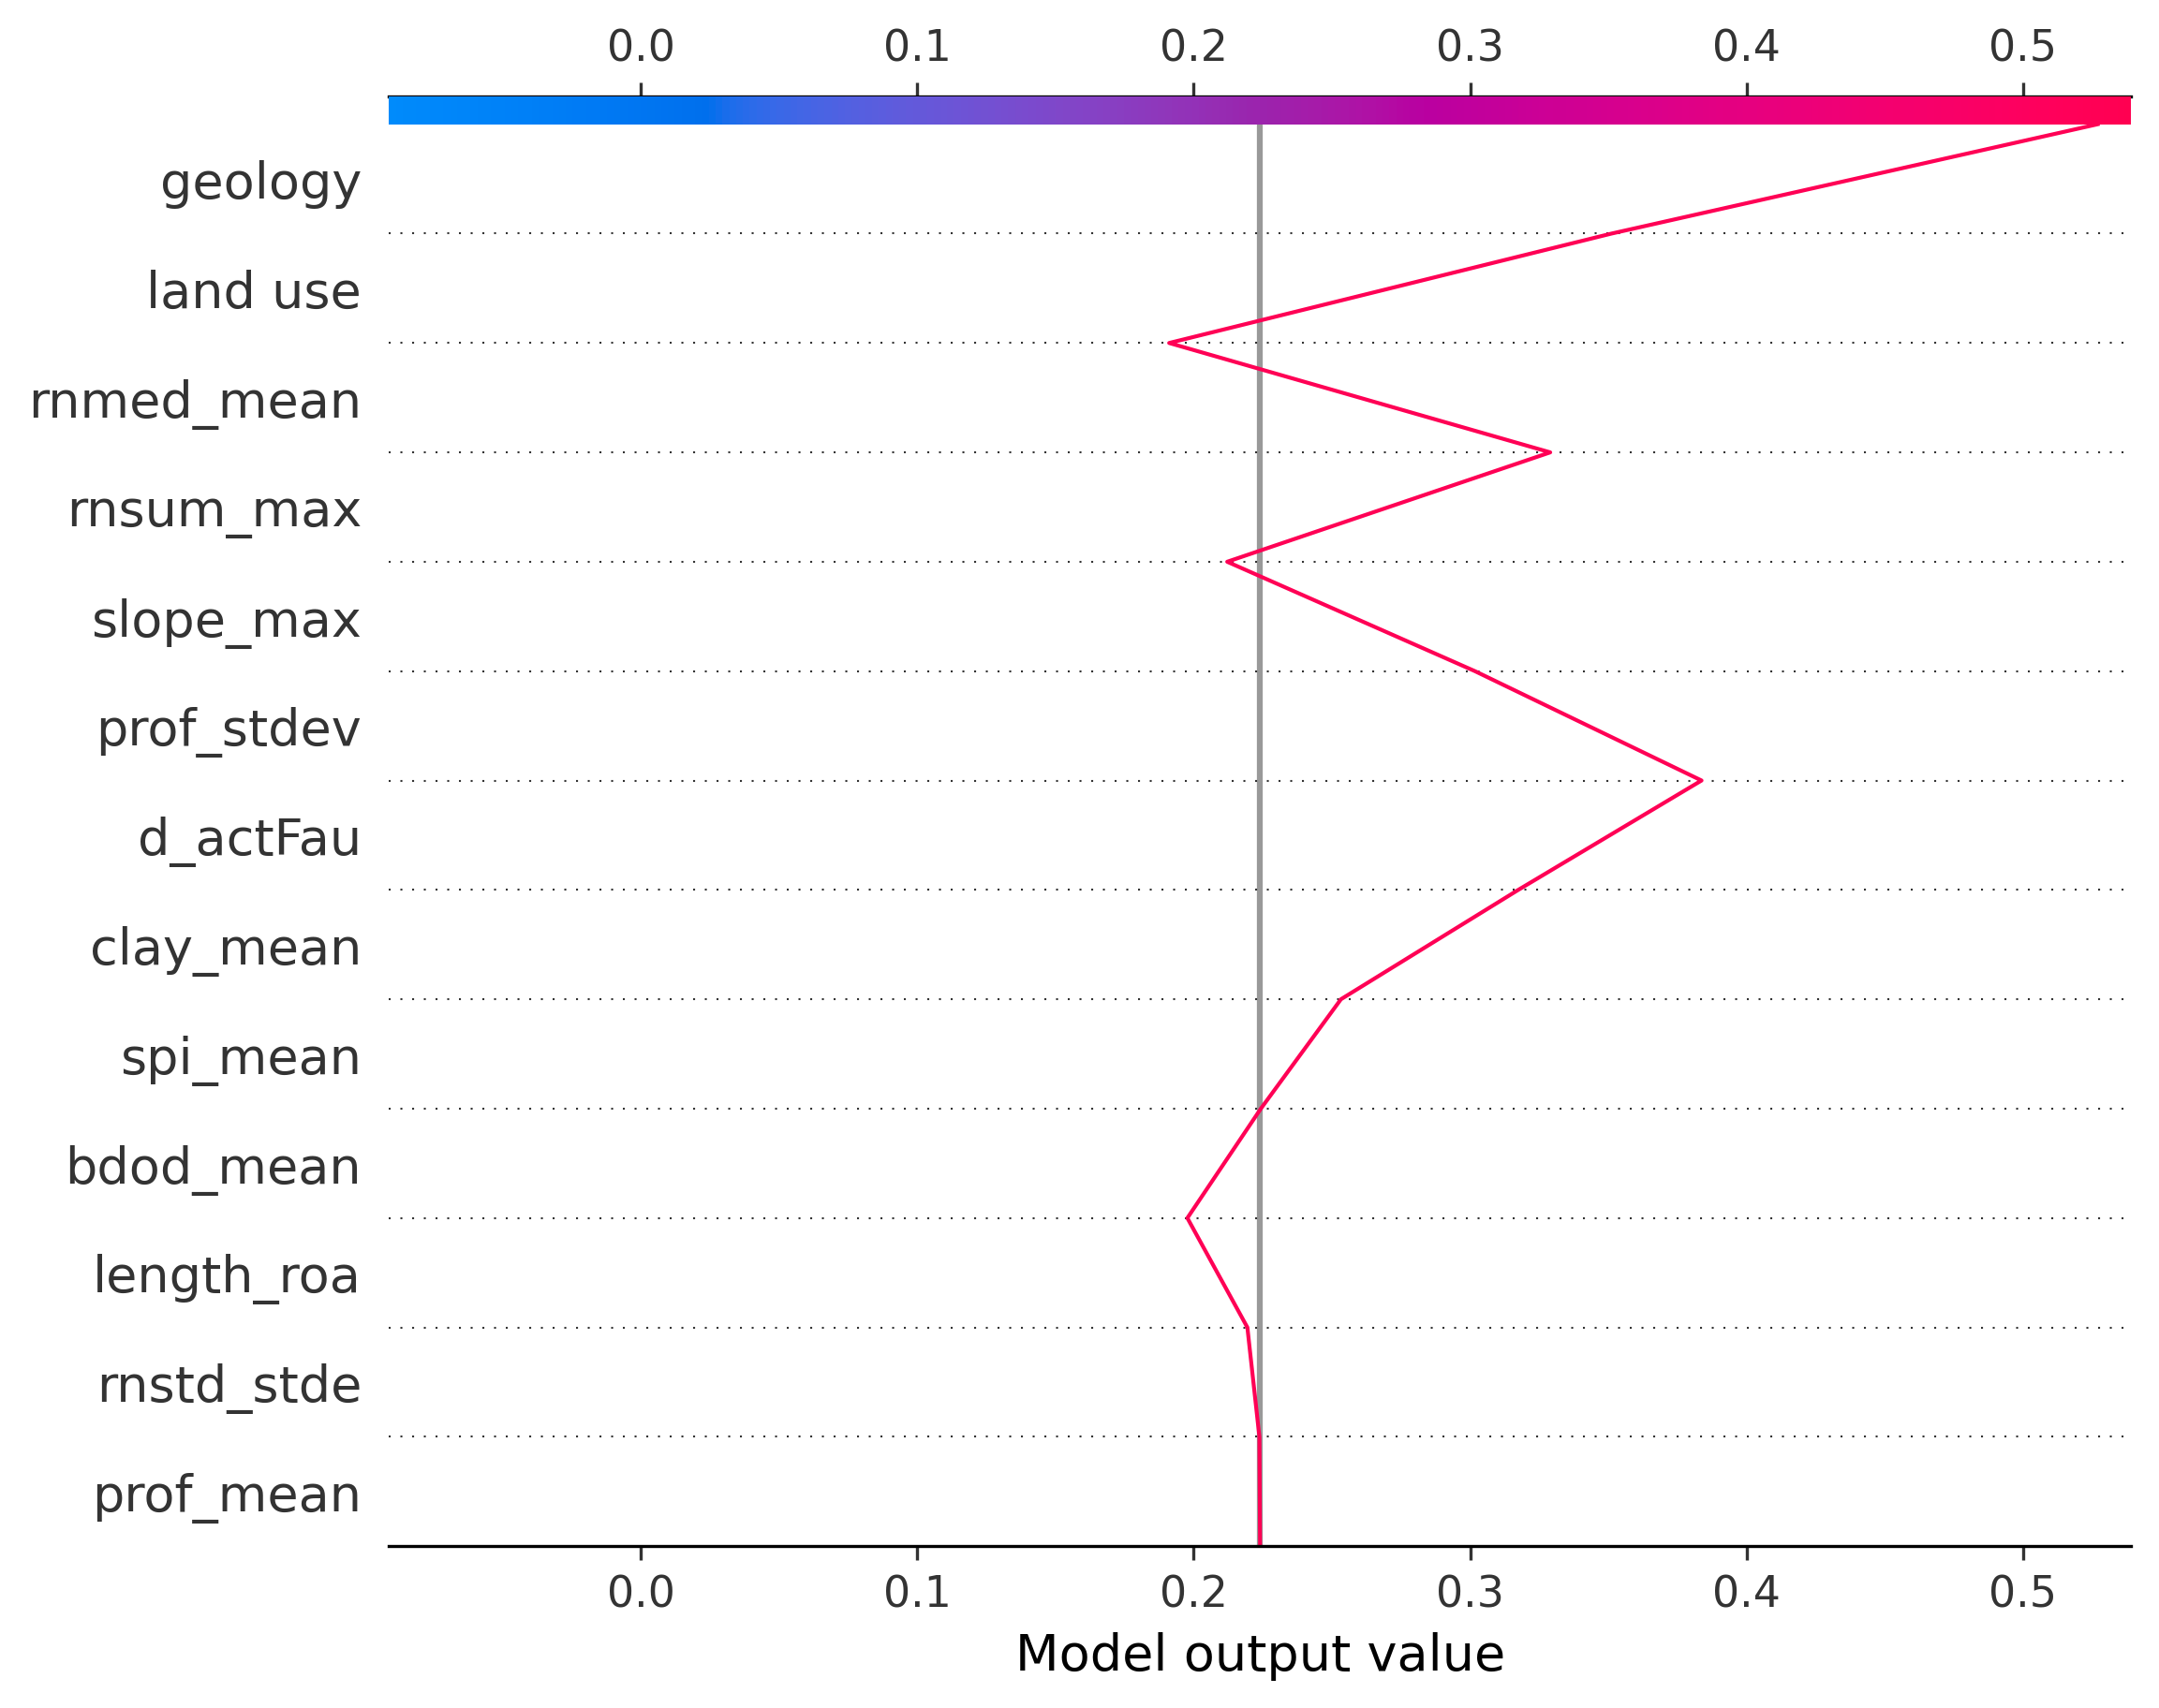 0.0 0.1 0.2 0.3 0.4 0.5
geology
land use
rnmed_mean
rnsum_max
slope_max
prof_stdev
d_actFau
clay_mean
spi_mean
bdod_mean
length_roa
rnstd_stde
prof_mean
0.0 0.1 0.2 0.3 0.4 0.5
Model output value